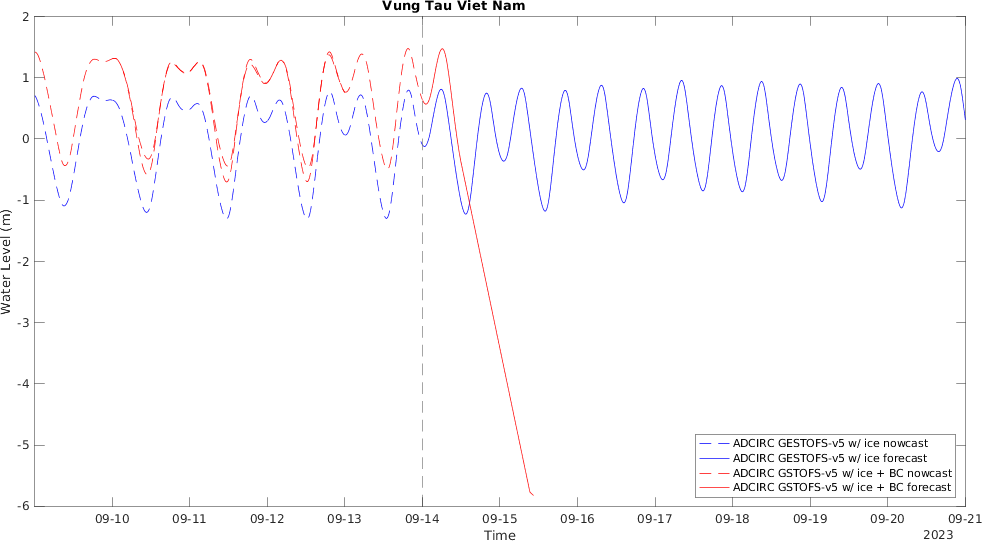 Vung Tau Viet Nam
2
1
0
-1
-2
-3
-4
-5
-6
Water Level (m)
ADCIRC GESTOFS-v5 w/ ice nowcast
ADCIRC GESTOFS-v5 w/ ice forecast
ADCIRC GSTOFS-v5 w/ ice + BC nowcast
ADCIRC GSTOFS-v5 w/ ice + BC forecast
09-10 09-11 09-12 09-13 09-14 09-15 09-16 09-17 09-18 09-19 09-20 09-21
Time
2023